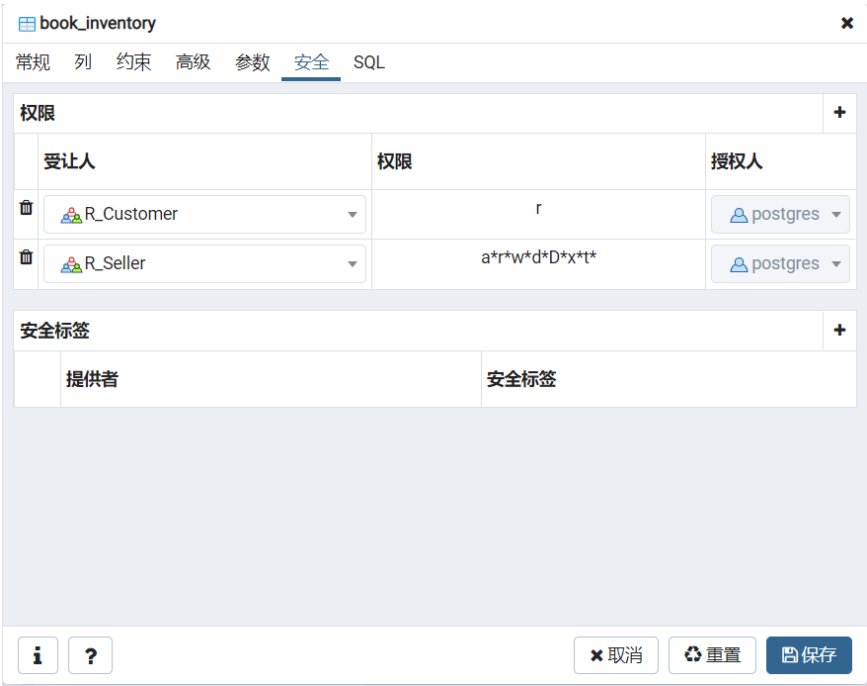 book_inventory
常规 列 约束 高级 参数 安全 SQL
权限
受让人 权限 授权人
R_Customer r postgres
R_Seller a*r*w*d*D*x*t* postgres
安全标签
提供者 安全标签
i ? 取消 重置 保存